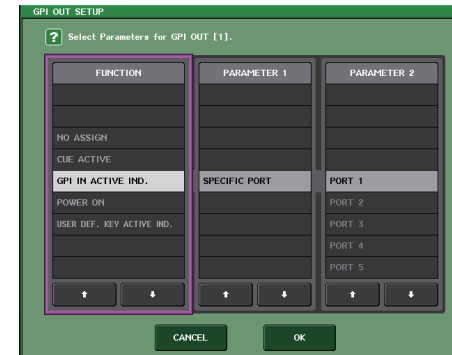 GPI OUT SETUP
? Select Parameters for GPI OUT [1].
FUNCTION PARAMETER 1 PARAMETER 2
NO ASSIGN
CUE ACTIVE
GPI IN ACTIVE IND. SPECIFIC PORT PORT 1
POWER ON PORT 2
USER DEF. KEY ACTIVE IND. PORT 3
PORT 4
PORT 5
CANCEL OK